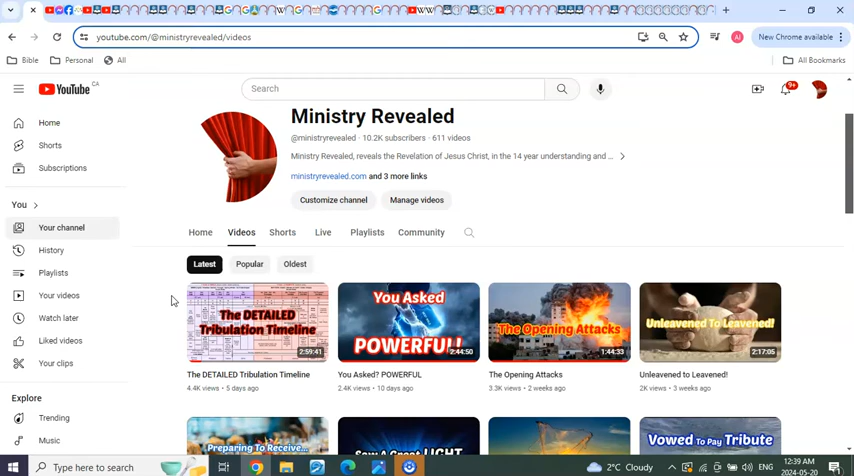 youtube.com/@ministryrevealed/videos
AI
New Chrome available
Bible
Personal
All
All Bookmarks
YouTube CA
Search
9+
Home
Shorts
Subscriptions
You
Your channel
History
Playlists
Your videos
Watch later
Liked videos
Your clips
Explore
Trending
Music
Ministry Revealed
@ministryrevealed · 10.2K subscribers · 611 videos
Ministry Revealed, reveals the Revelation of Jesus Christ, in the 14 year understanding and ...
ministryrevealed.com and 3 more links
Customize channel
Manage videos
Home
Videos
Shorts
Live
Playlists
Community
Latest
Popular
Oldest
The DETAILED
Tribulation Timeline
2:59:41
The DETAILED Tribulation Timeline
4.4K views · 5 days ago
You Asked
POWERFUL!
2:44:50
You Asked? POWERFUL
2.4K views · 10 days ago
The Opening Attacks
1:44:33
The Opening Attacks
3.3K views · 2 weeks ago
Unleavened To Leavened!
2:17:05
Unleavened to Leavened!
2K views · 3 weeks ago
Preparing To Receive...
Saw A Great LIGHT
Vowed To Pay Tribute
Type here to search
2°C Cloudy
ENG
12:39 AM
2024-05-20